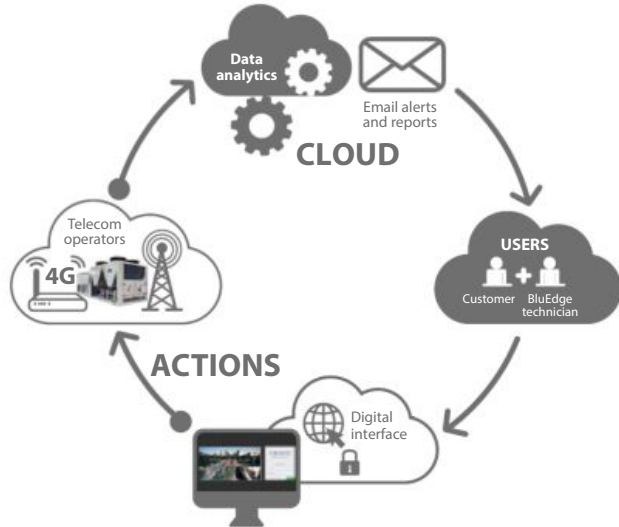 Data
analytics
Email alerts
and reports
CLOUD
Telecom
operators
4G
USERS
Customer
BluEdge
technician
ACTIONS
Digital
interface